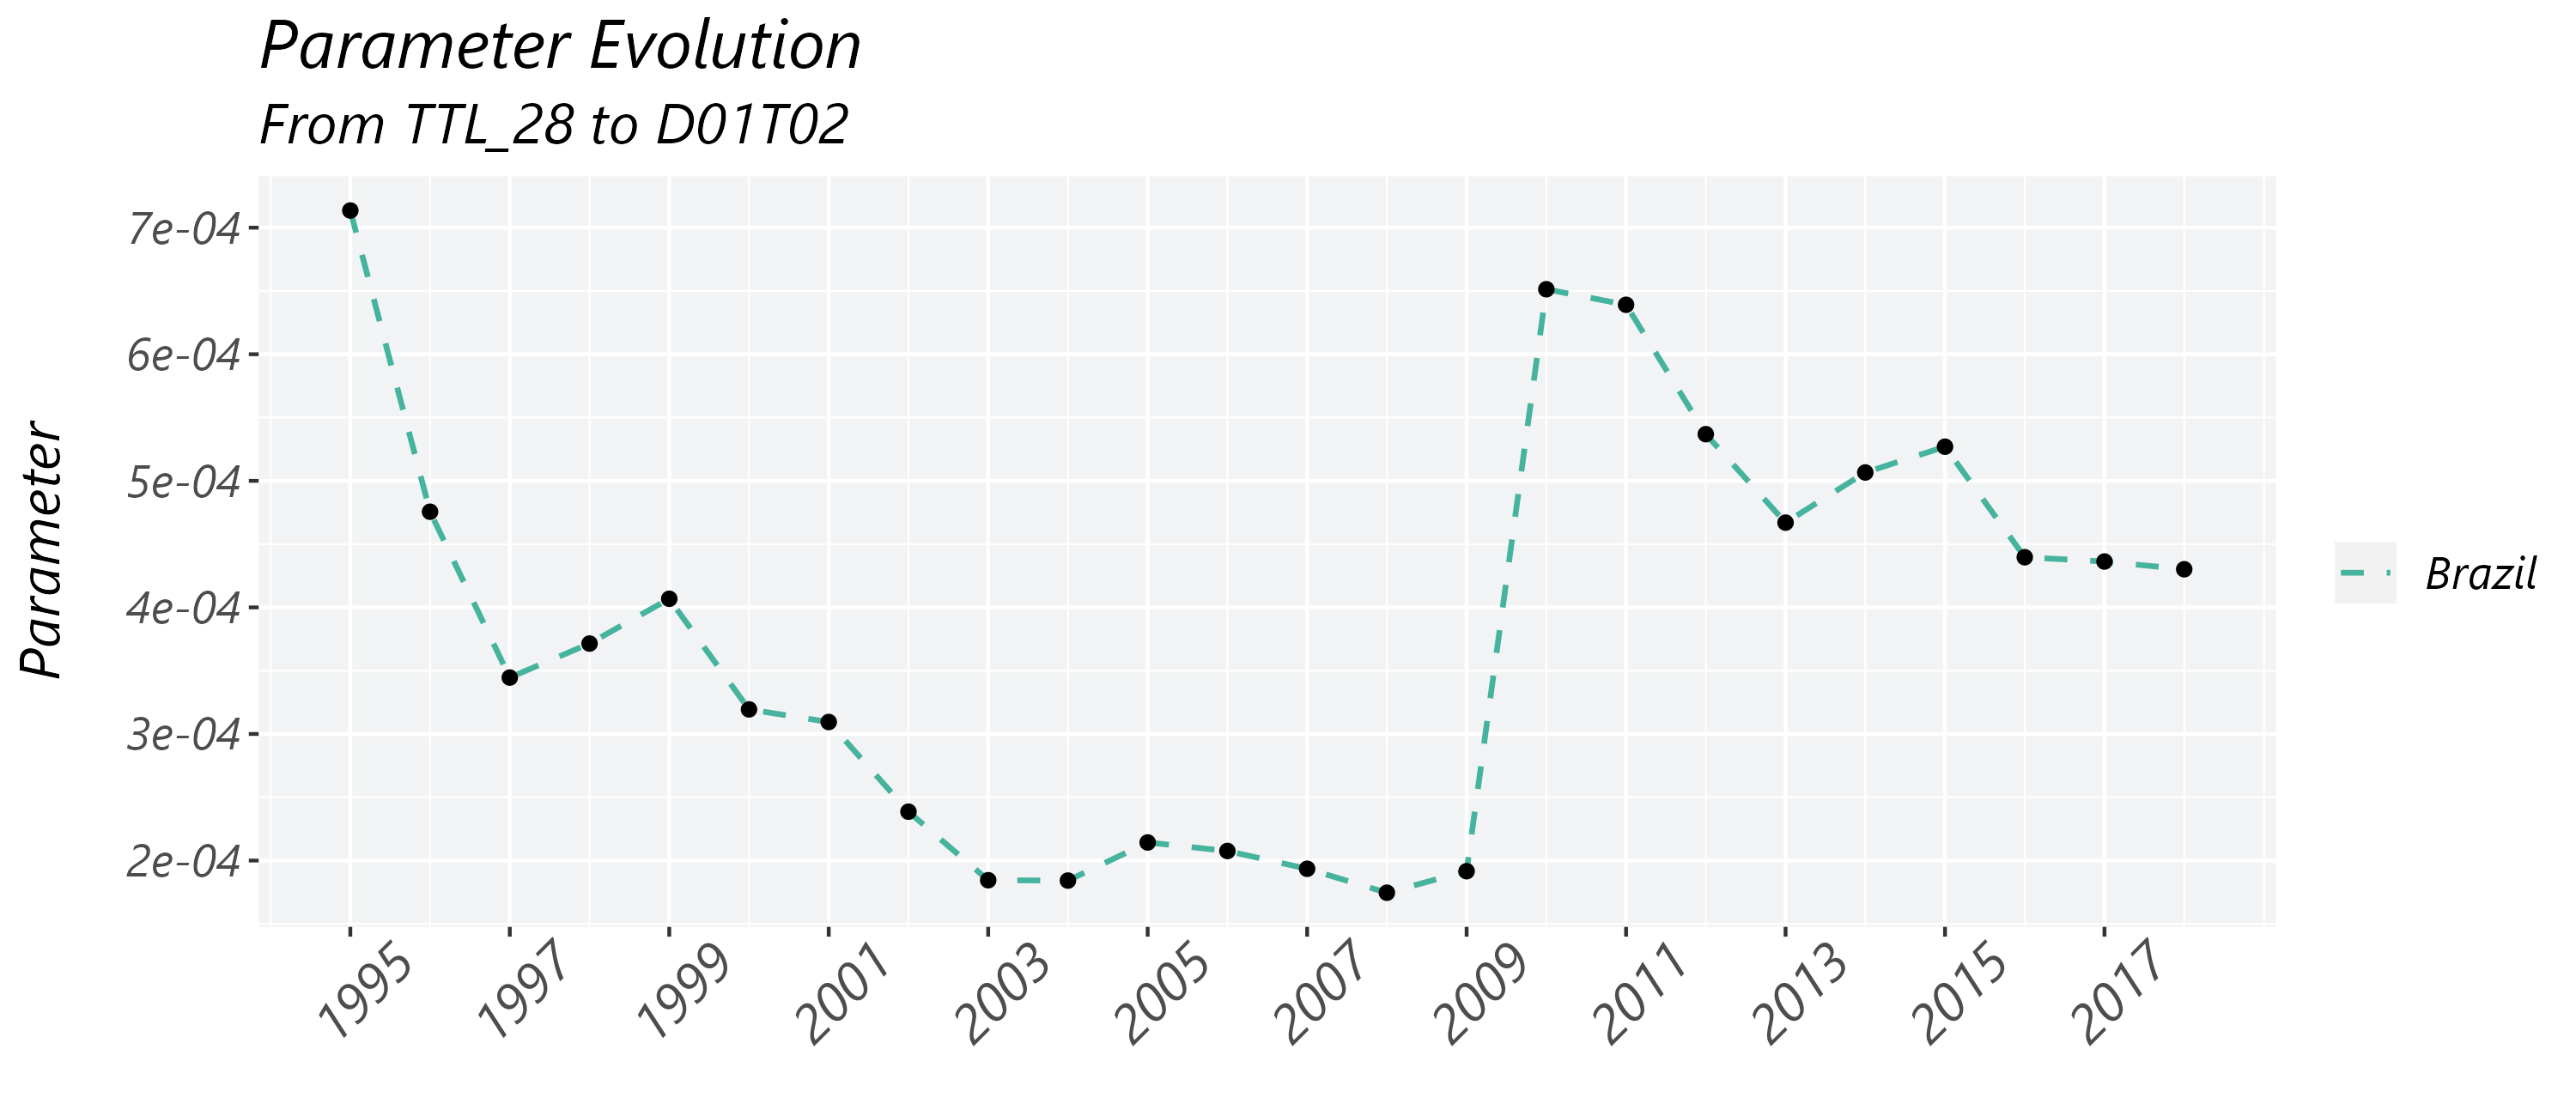 Parameter Evolution
From TTL_28 to D01T02
Parameter
7e-04
6e-04
5e-04
4e-04
3e-04
2e-04
1995
1997
1999
2001
2003
2005
2007
2009
2011
2013
2015
2017
Brazil